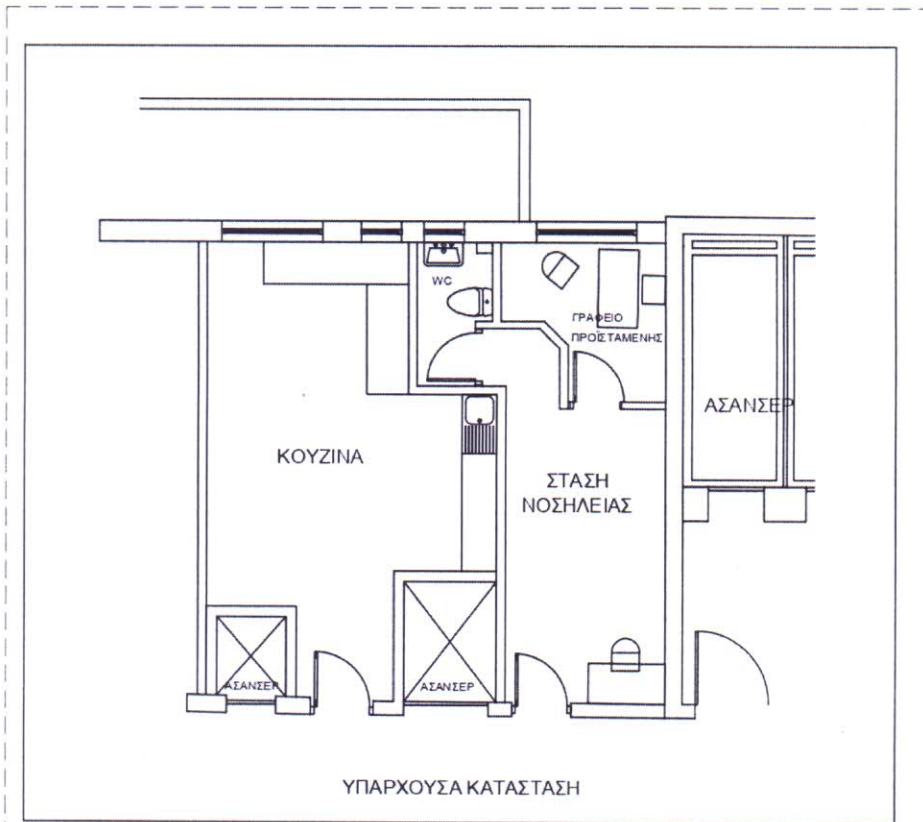 WC
ΓΡΑΦΕΙΟ
ΠΡΟΪΣΤΑΜΕΝΗΣ
ΑΣΑΝΣΕΡ
ΚΟΥΖΙΝΑ
ΣΤΑΣΗ
ΝΟΣΗΛΕΙΑΣ
ΑΣΑΝΣΕΡ
ΑΣΑΝΣΕΡ
ΥΠΑΡΧΟΥΣΑ ΚΑΤΑΣΤΑΣΗ